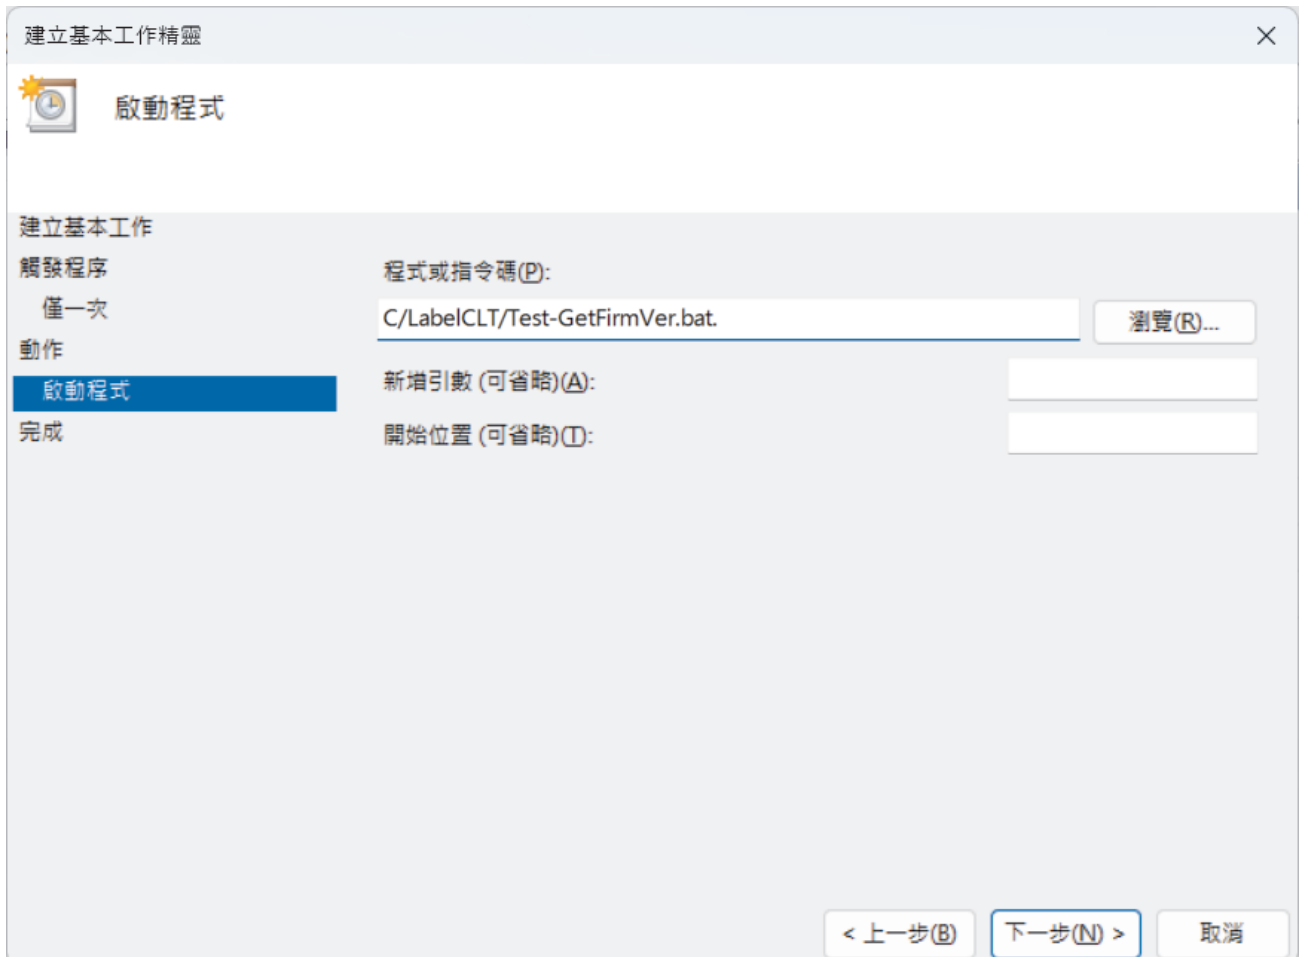 建立基本工作精靈
啟動程式
建立基本工作
觸發程序
僅一次
動作
啟動程式
完成
程式或指令碼(P):
C/LabelCLT/Test-GetFirmVer.bat.
瀏覽(R)...
新增引數 (可省略)(A):
開始位置 (可省略)(T):
< 上一步(B)
下一步(N) >
取消